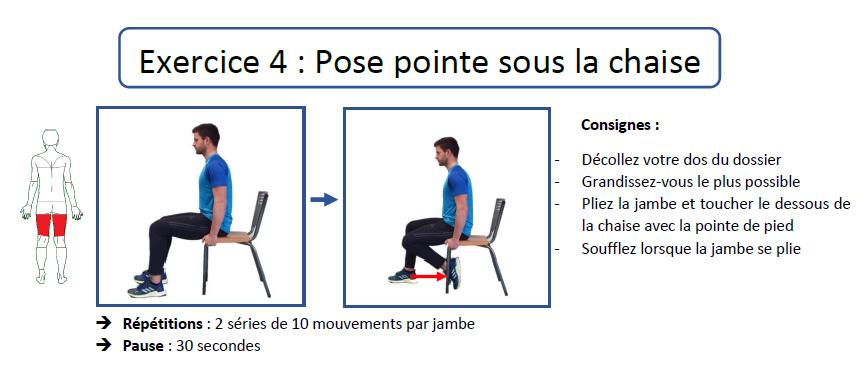 Exercice 4 : Pose pointe sous la chaise
Consignes :
- Décollez votre dos du dossier
- Grandissez-vous le plus possible
- Pliez la jambe et toucher le dessous de
la chaise avec la pointe de pied
- Soufflez lorsque la jambe se plie
➔ Répétitions : 2 séries de 10 mouvements par jambe
➔ Pause : 30 secondes